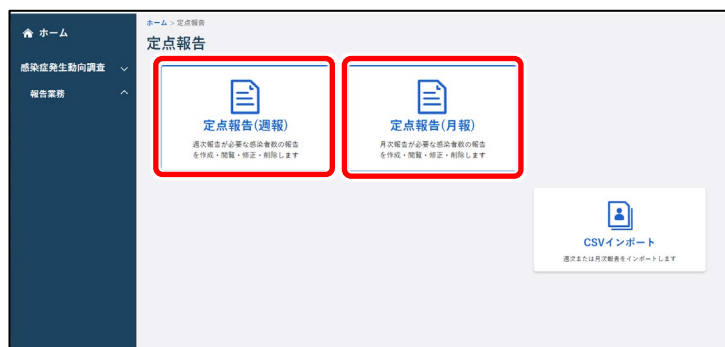 ホーム
感染症発生動向調査
報告業務
ホーム > 定点報告
定点報告
定点報告(週報)
週次報告が必要な感染者数の報告
を作成・閲覧・修正・削除します
定点報告(月報)
月次報告が必要な感染者数の報告
を作成・閲覧・修正・削除します
CSVインポート
週次または月次報告をインポートします